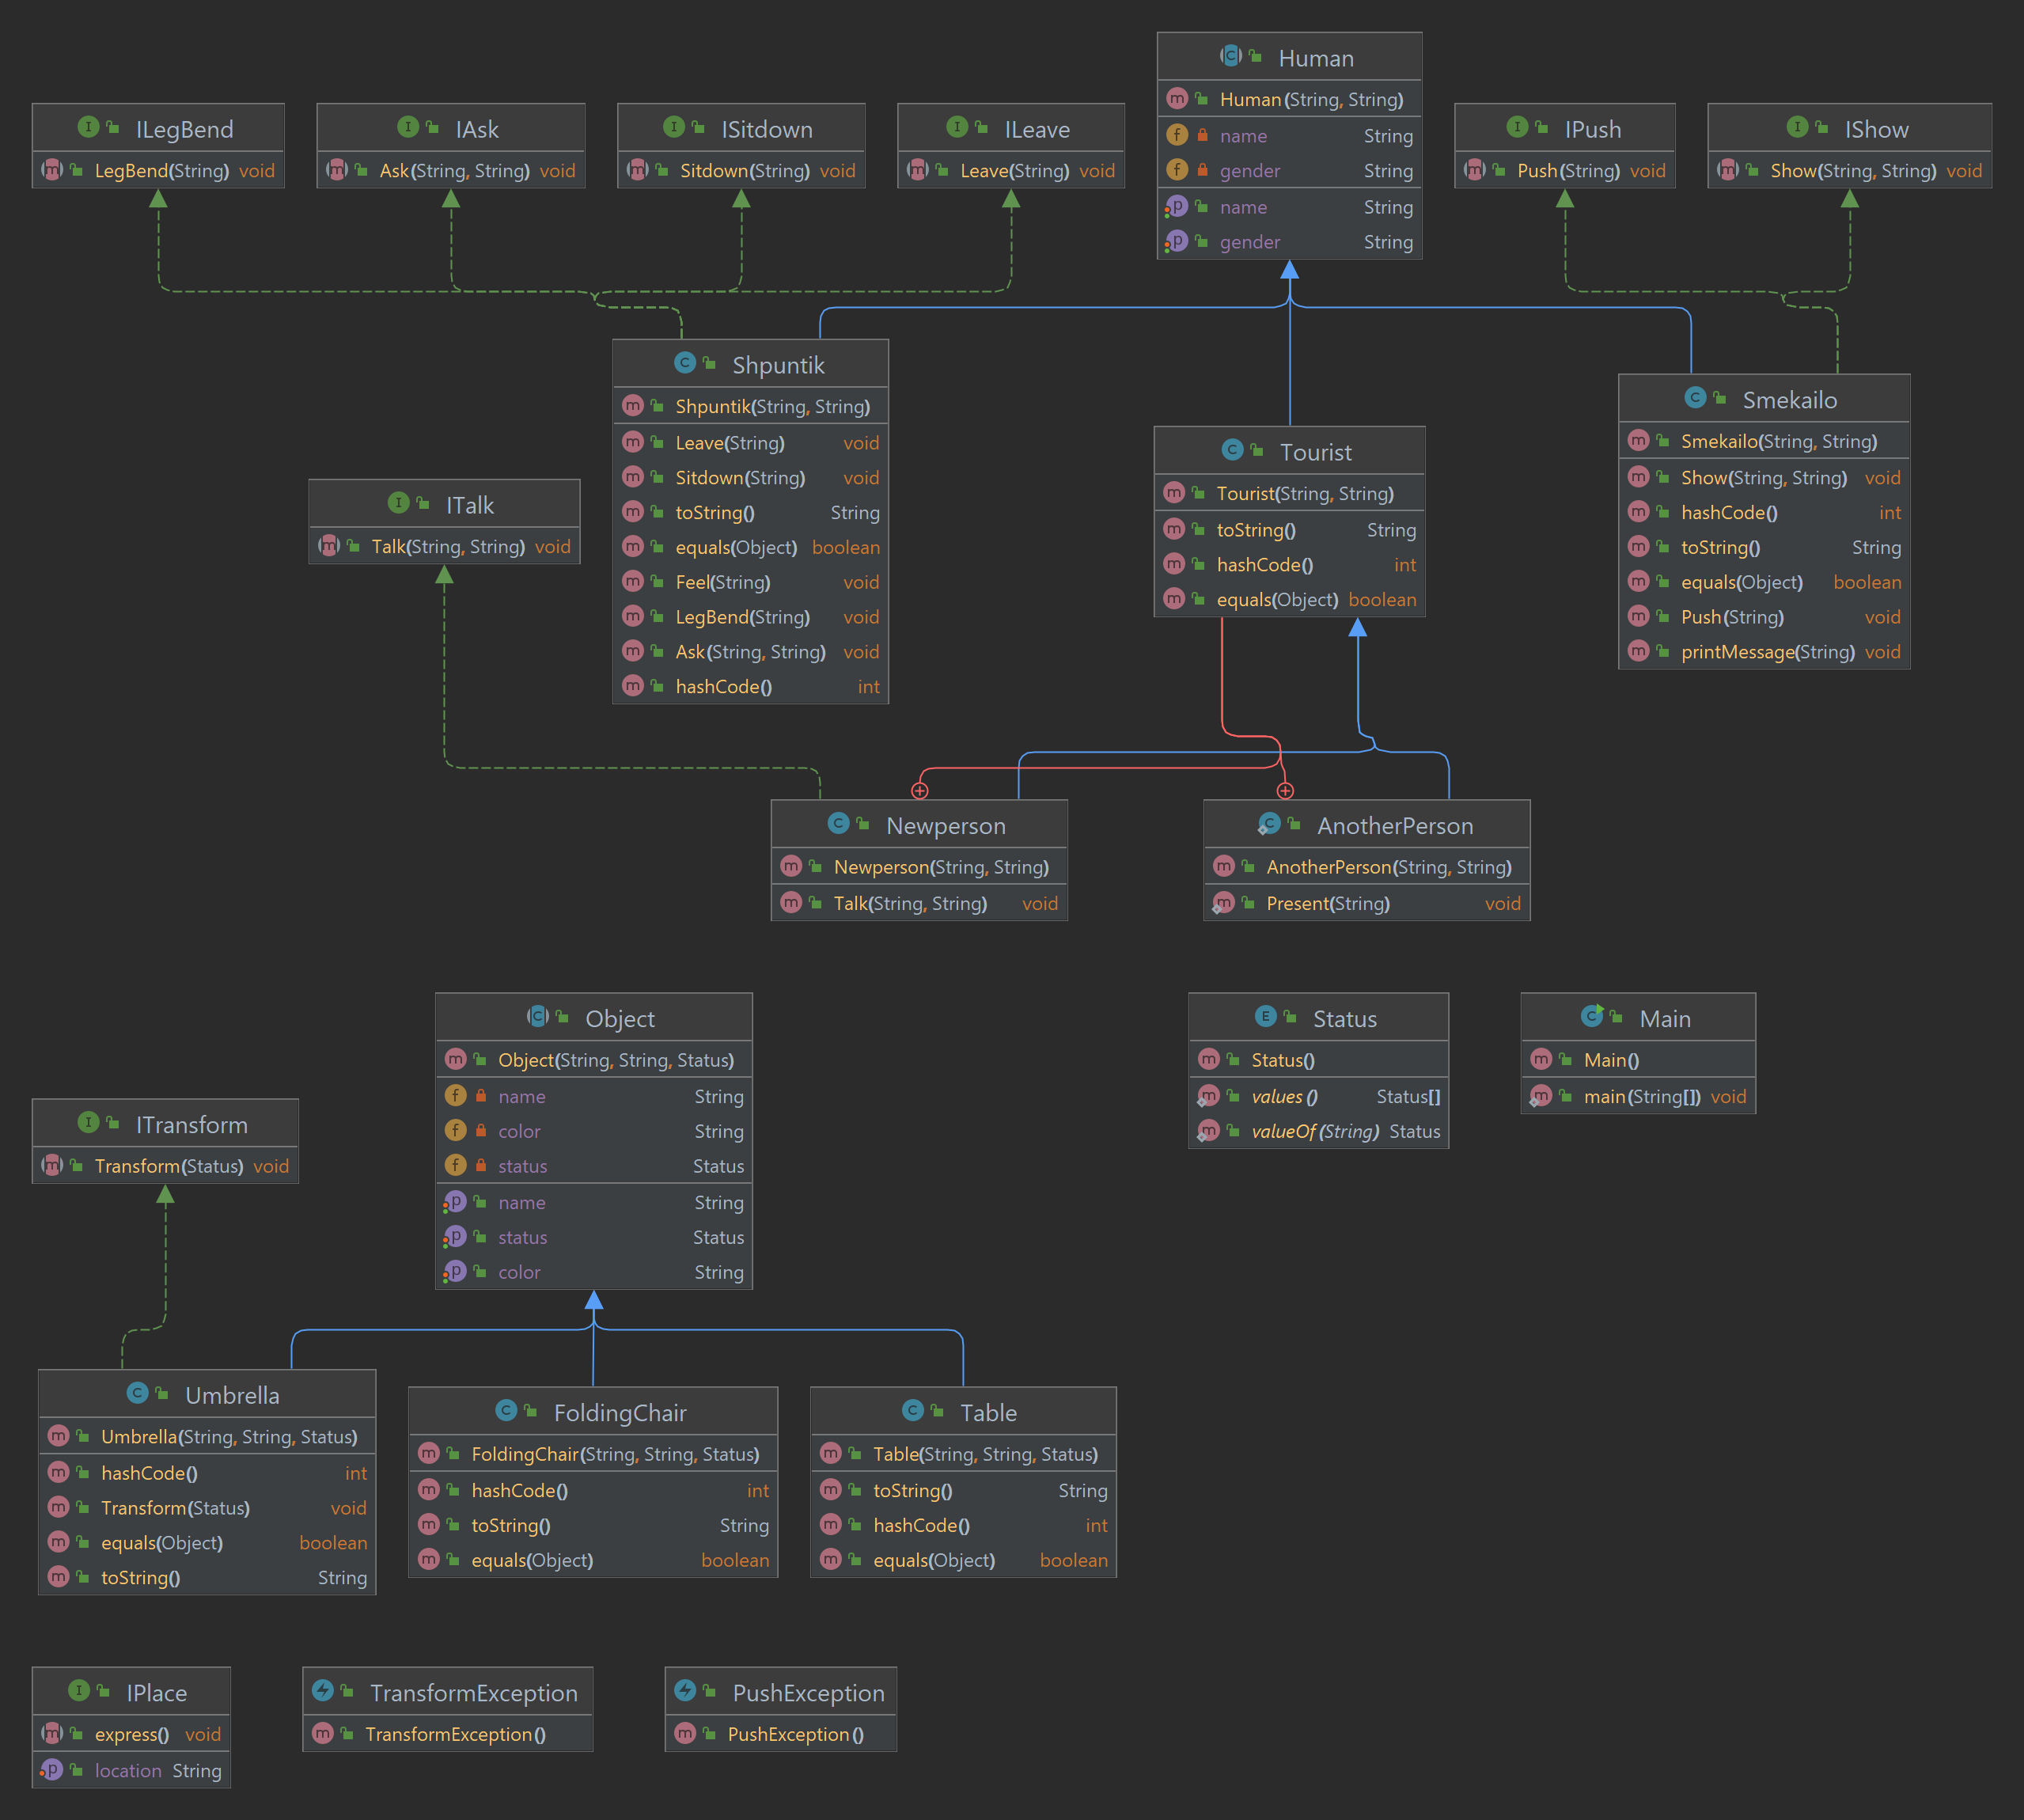 Human
Human(String, String)
name String
gender String
name String
gender String
ILegBend
LegBend(String) void
IAsk
Ask(String, String) void
ISitdown
Sitdown(String) void
ILeave
Leave(String) void
IPush
Push(String) void
IShow
Show(String, String) void
Shpuntik
Shpuntik(String, String)
Leave(String) void
Sitdown(String) void
toString() String
equals(Object) boolean
Feel(String) void
LegBend(String) void
Ask(String, String) void
hashCode() int
Smekailo
Smekailo(String, String)
Show(String, String) void
hashCode() int
toString() String
equals(Object) boolean
Push(String) void
printMessage(String) void
Tourist
Tourist(String, String)
toString() String
hashCode() int
equals(Object) boolean
ITalk
Talk(String, String) void
Newperson
Newperson(String, String)
Talk(String, String) void
AnotherPerson
AnotherPerson(String, String)
Present(String) void
Object
Object(String, String, Status)
name String
color String
status Status
name String
status Status
color String
Status
Status()
values() Status[]
valueOf(String) Status
Main
Main()
main(String[]) void
ITransform
Transform(Status) void
Umbrella
Umbrella(String, String, Status)
hashCode() int
Transform(Status) void
equals(Object) boolean
toString() String
FoldingChair
FoldingChair(String, String, Status)
hashCode() int
toString() String
equals(Object) boolean
Table
Table(String, String, Status)
toString() String
hashCode() int
equals(Object) boolean
IPlace
express() void
location String
TransformException
TransformException()
PushException
PushException()